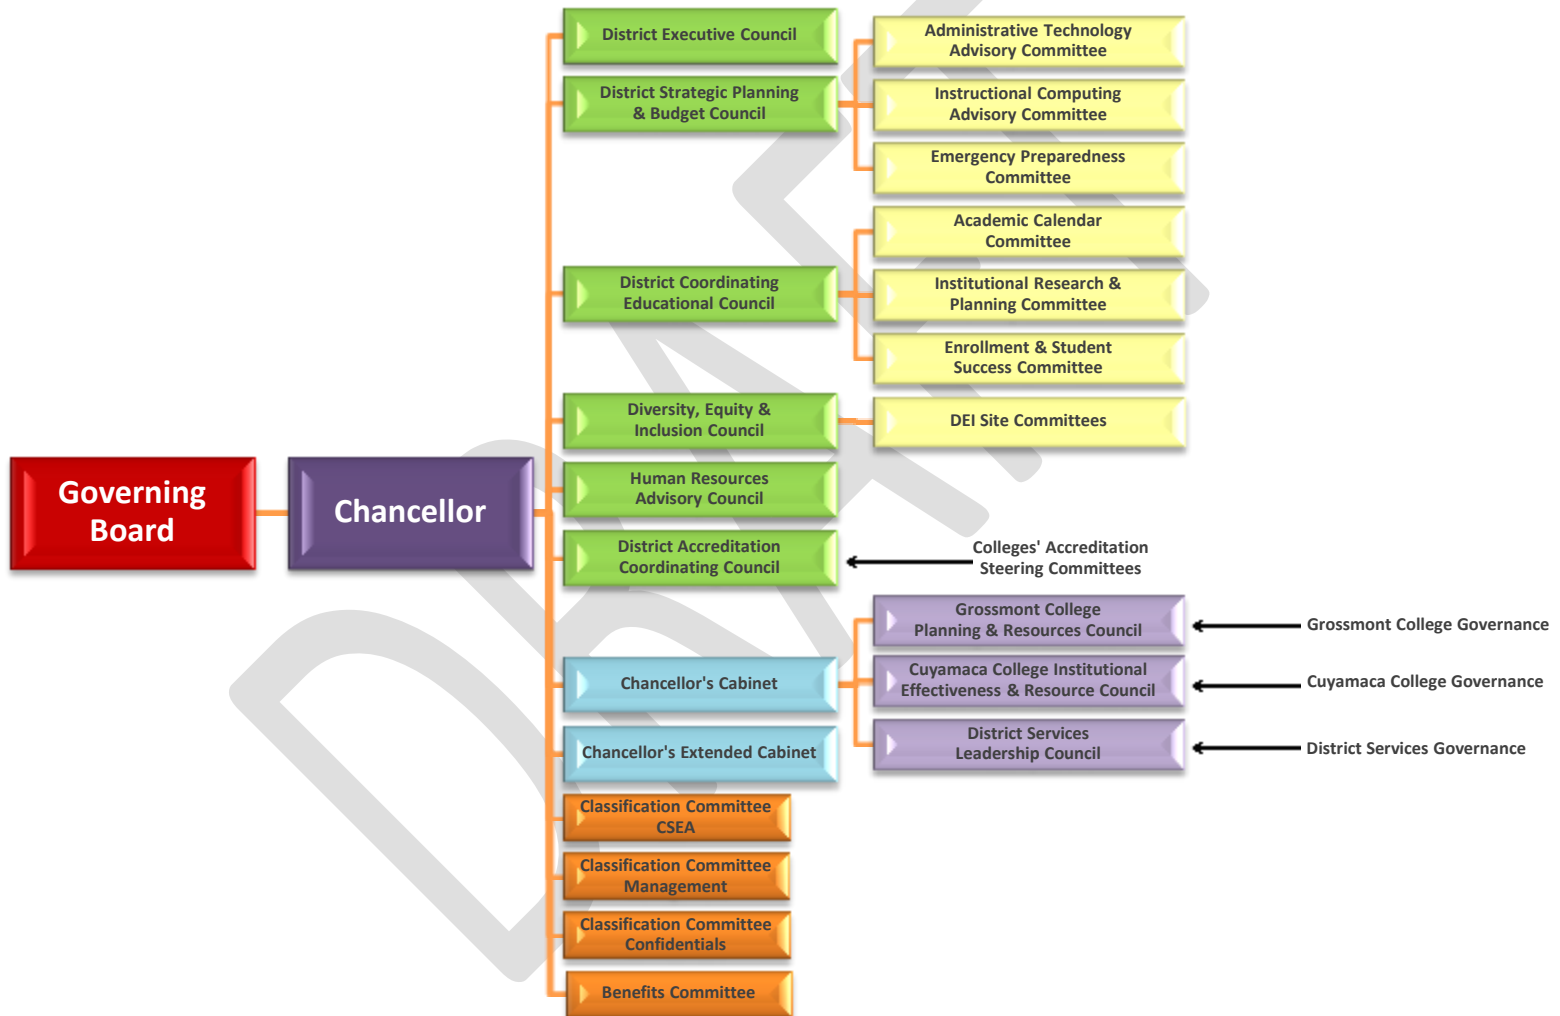 District Executive Council
Administrative Technology
Advisory Committee
District Strategic Planning
& Budget Council
Instructional Computing
Advisory Committee
Emergency Preparedness
Committee
Academic Calendar
Committee
District Coordinating
Educational Council
Institutional Research &
Planning Committee
Enrollment & Student
Success Committee
Diversity, Equity &
Inclusion Council
DEI Site Committees
Governing
Board
Chancellor
Human Resources
Advisory Council
District Accreditation
Coordinating Council
Colleges' Accreditation
Steering Committees
Grossmont College
Planning & Resources Council
Grossmont College Governance
Chancellor's Cabinet
Cuyamaca College Institutional
Effectiveness & Resource Council
Cuyamaca College Governance
Chancellor's Extended Cabinet
District Services
Leadership Council
District Services Governance
Classification Committee
CSEA
Classification Committee
Management
Classification Committee
Confidentials
Benefits Committee
DRAFT